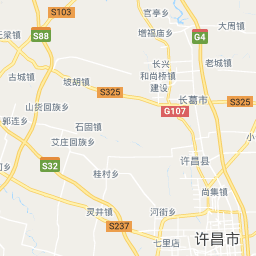 S103
官亭乡
大周镇
无梁镇
S88
增福庙乡
G4
古城镇
长兴
老城镇
坡胡镇
和尚桥镇
建设
S325
长葛市
S325
山货回族乡
G107
石固镇
郭连乡
艾庄回族乡
许昌县
S32
桂村乡
尚集镇
灵井镇
河街乡
S237
许昌市
七里店